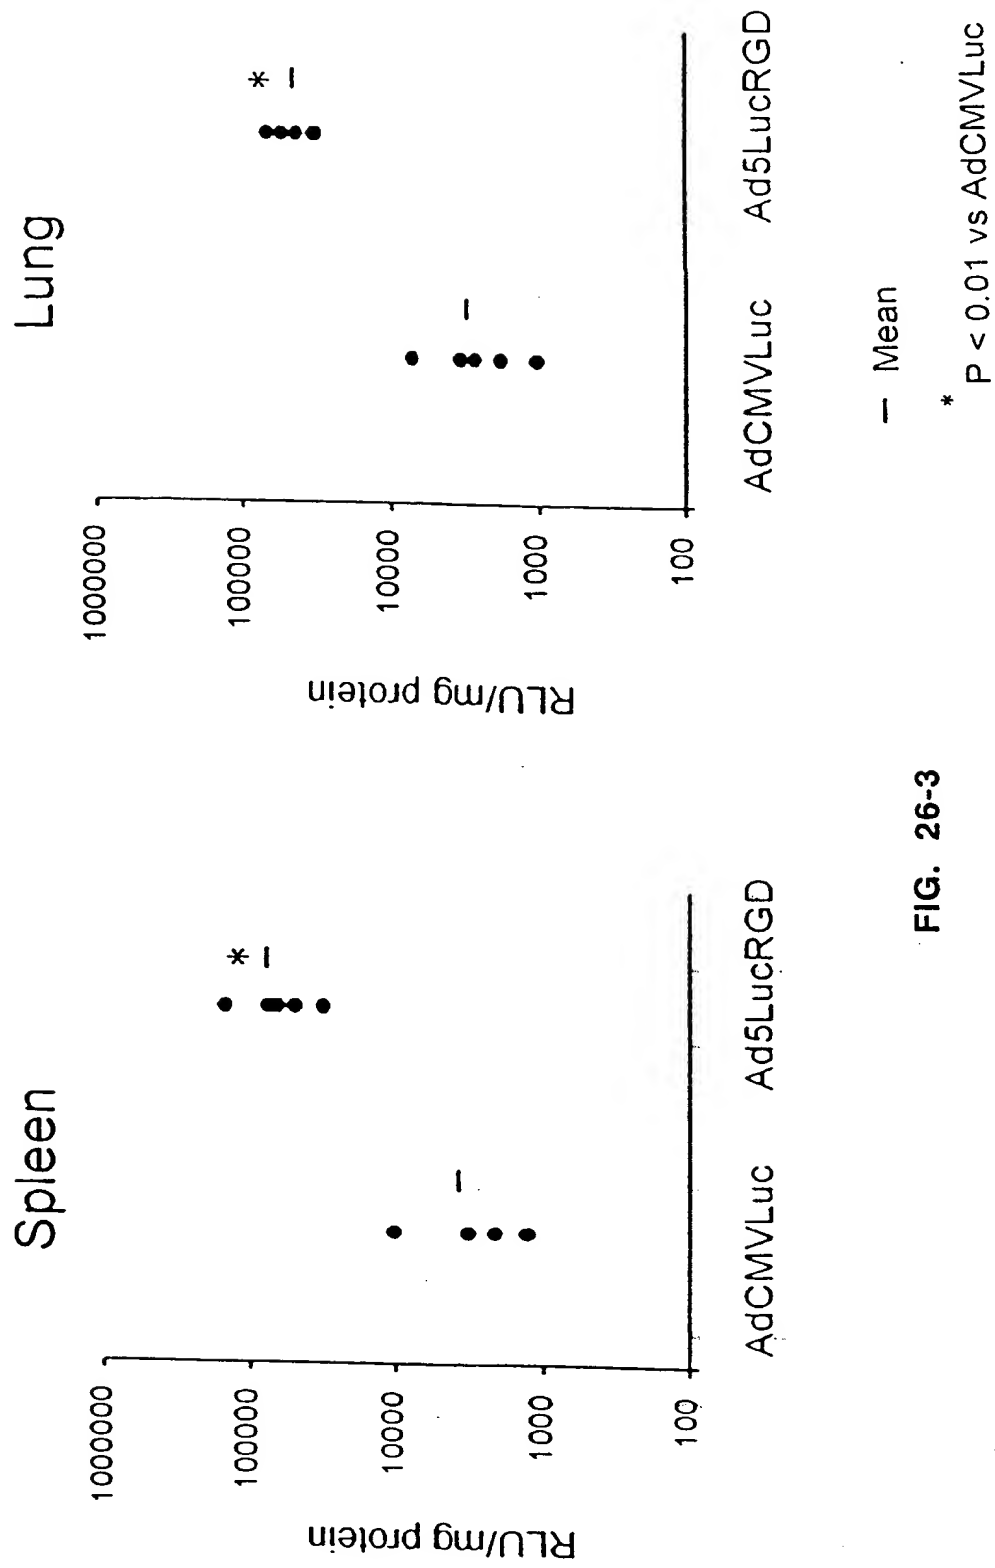 Spleen
RLU/mg protein
1000000
100000
10000
1000
100
AdCMVLuc Ad5LucRGD
*
Lung
RLU/mg protein
1000000
100000
10000
1000
100
AdCMVLuc Ad5LucRGD
*
– Mean
* P < 0.01 vs AdCMVLuc
FIG. 26-3